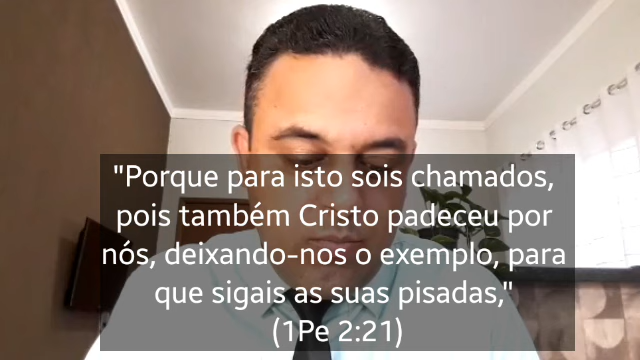 "Porque para isto sois chamados,
pois também Cristo padeceu por
nós, deixando-nos o exemplo, para
que sigais as suas pisadas,"
(1Pe 2:21)